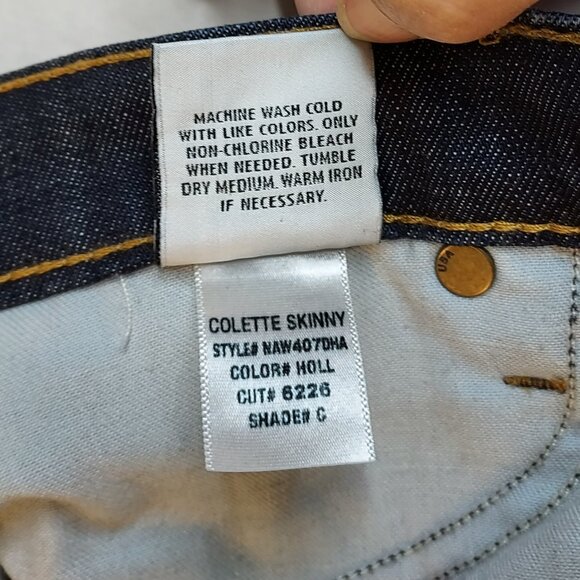 MACHINE WASH COLD
WITH LIKE COLORS. ONLY
NON-CHLORINE BLEACH
WHEN NEEDED. TUMBLE
DRY MEDIUM. WARM IRON
IF NECESSARY.
USA
COLETTE SKINNY
STYLE# NAW407DHA
COLOR# HOLL
CUT# 6226
SHADE# C